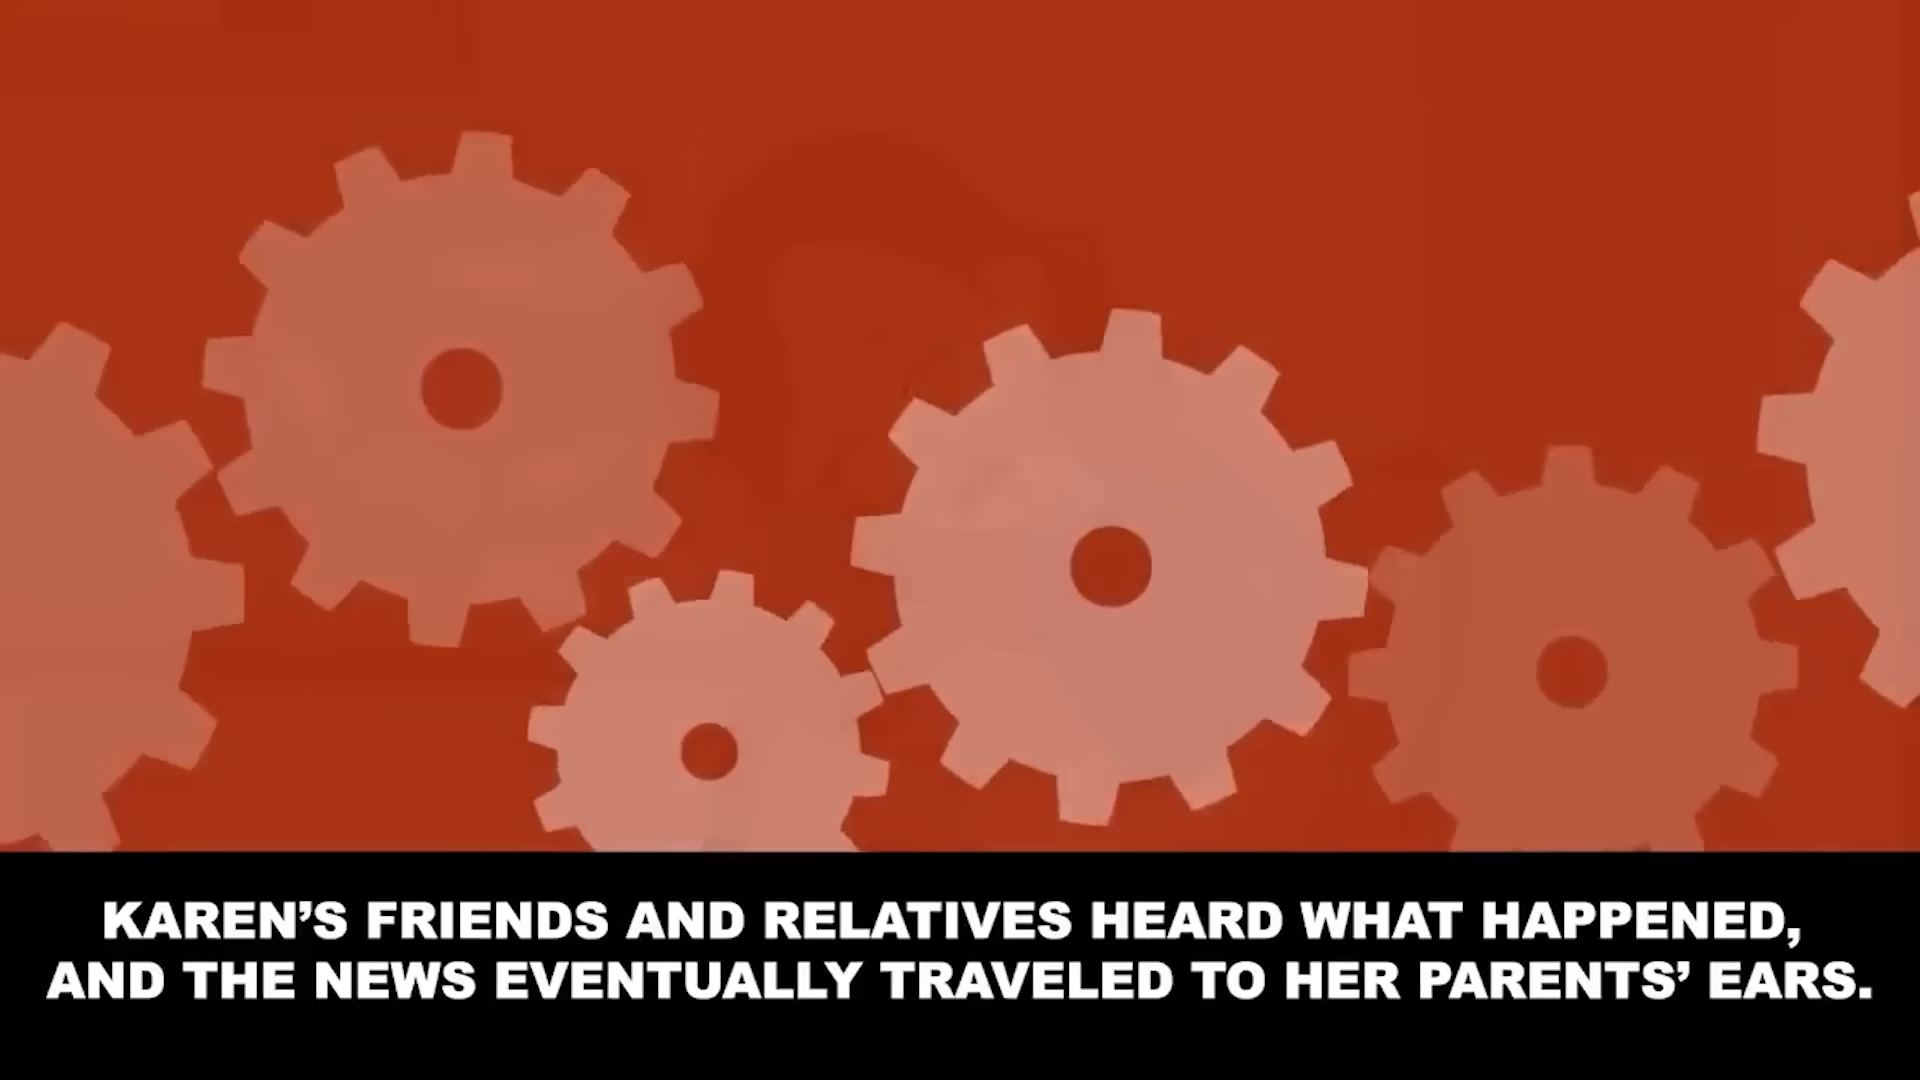 KAREN’S FRIENDS AND RELATIVES HEARD WHAT HAPPENED,
AND THE NEWS EVENTUALLY TRAVELED TO HER PARENTS’ EARS.